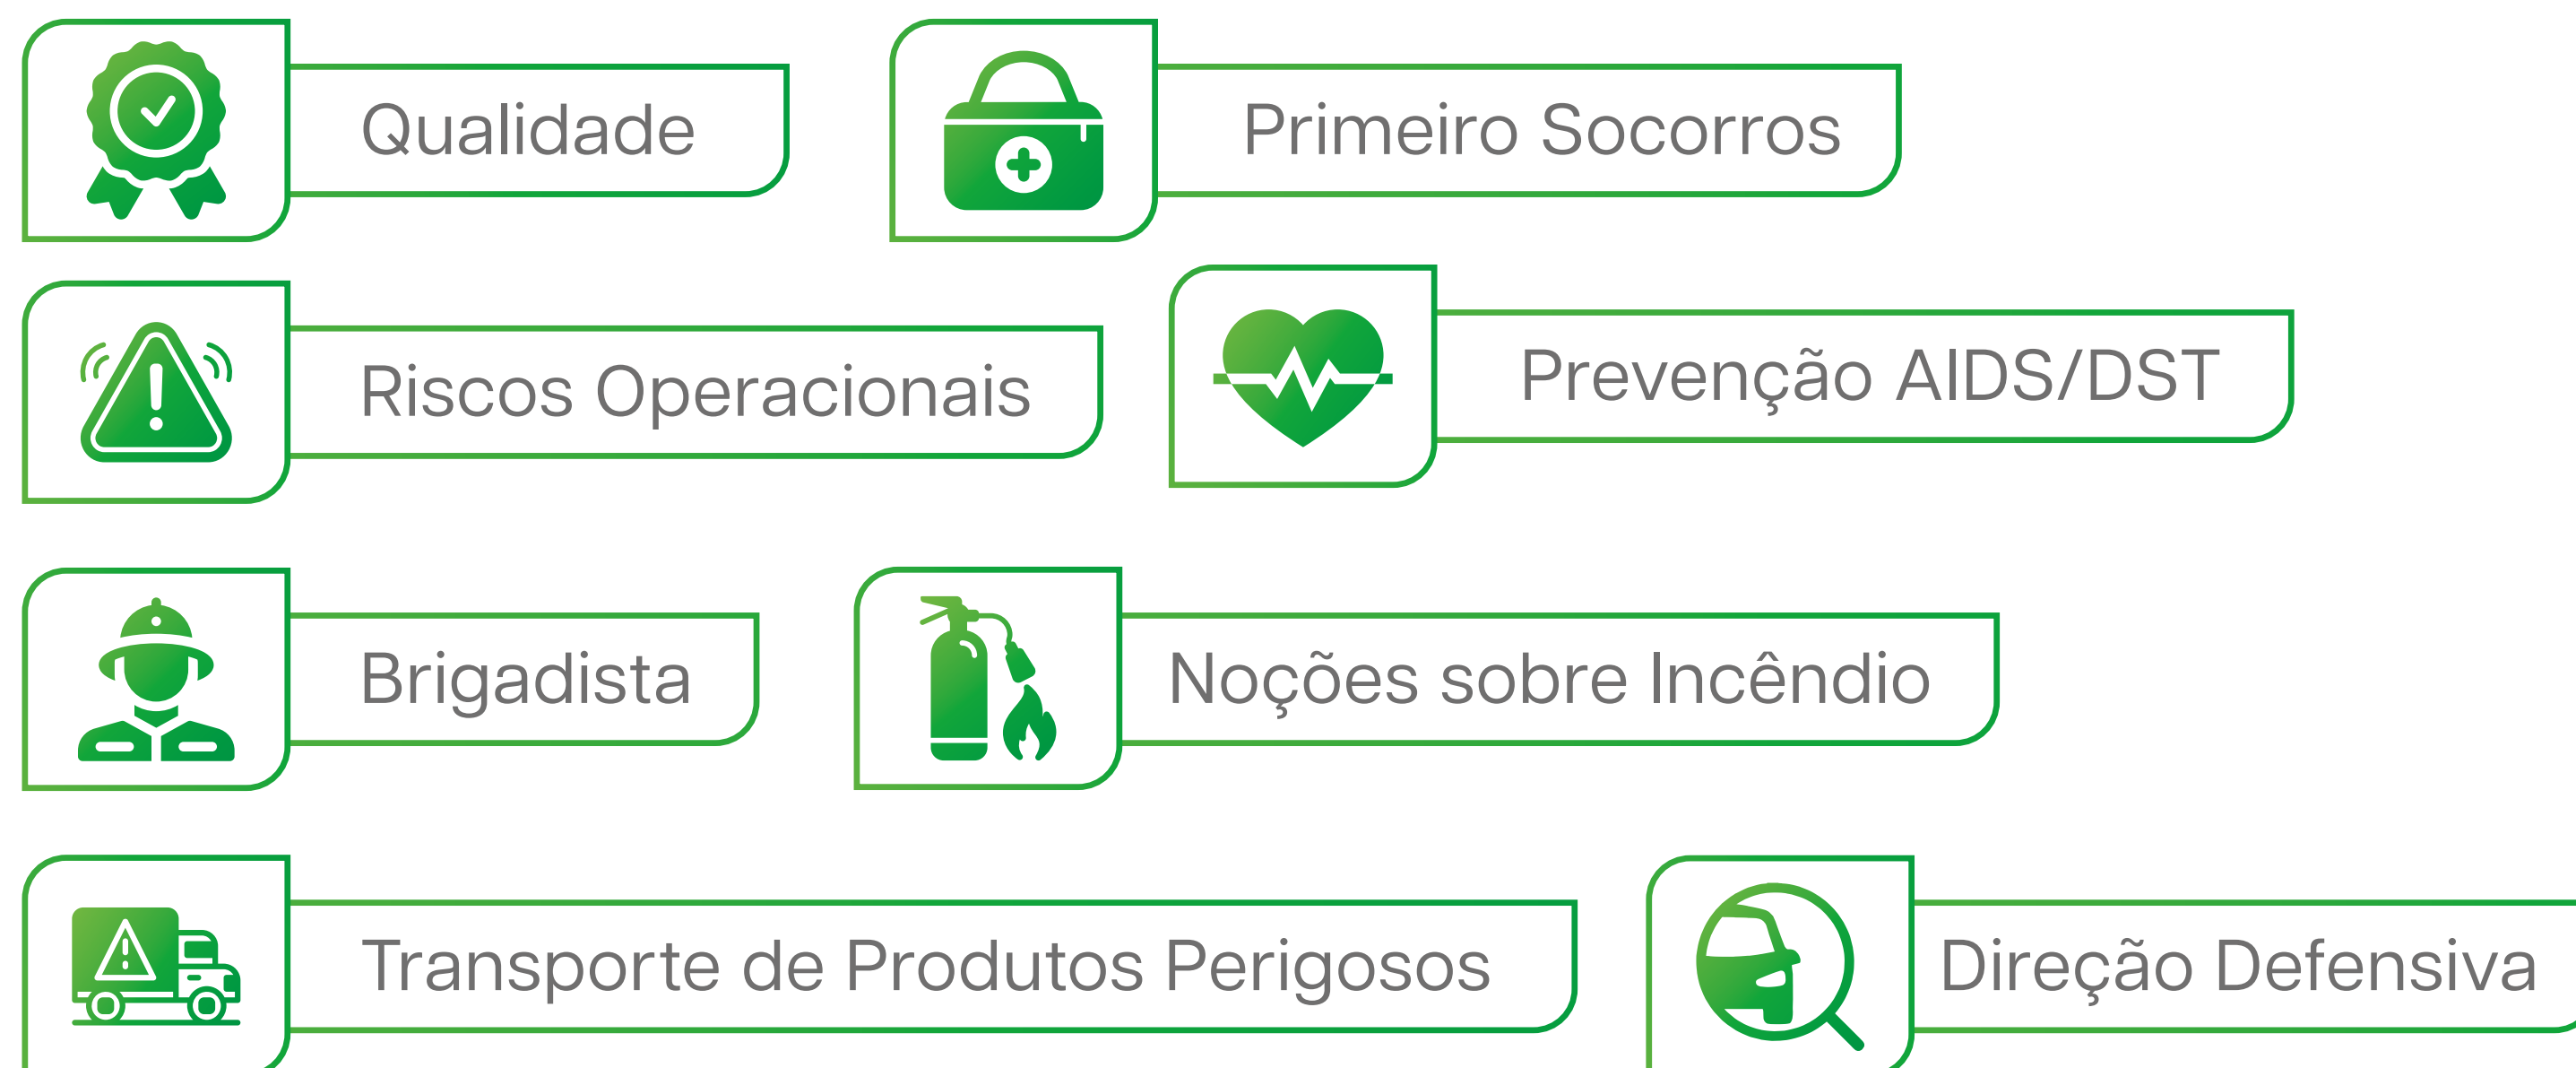 Qualidade
Primeiro Socorros
Riscos Operacionais
Prevenção AIDS/DST
Brigadista
Noções sobre Incêndio
Transporte de Produtos Perigosos
Direção Defensiva